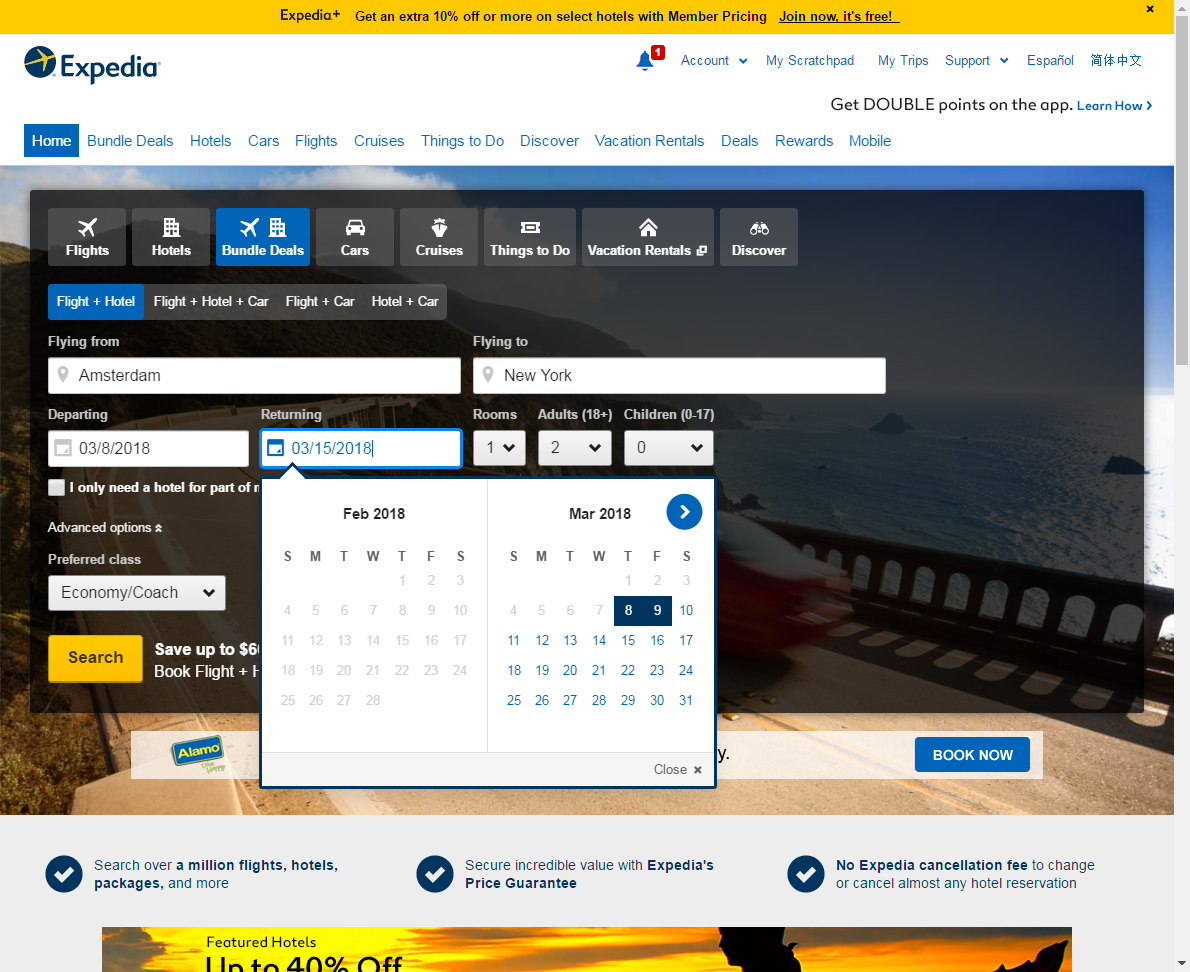 Expedia+ Get an extra 10% off or more on select hotels with Member Pricing Join now, it's free!
Expedia
1 Account My Scratchpad My Trips Support Español 简体中文
Get DOUBLE points on the app. Learn How
Home Bundle Deals Hotels Cars Flights Cruises Things to Do Discover Vacation Rentals Deals Rewards Mobile
Flights Hotels Bundle Deals Cars Cruises Things to Do Vacation Rentals Discover
Flight + Hotel Flight + Hotel + Car Flight + Car Hotel + Car
Flying from Flying to
Amsterdam New York
Departing Returning Rooms Adults (18+) Children (0-17)
03/8/2018 03/15/2018 1 2 0
I only need a hotel for part of
Advanced options
Preferred class
Economy/Coach
Search
Save up to $6
Book Flight +
Feb 2018
S M T W T F S
1 2 3
4 5 6 7 8 9 10
11 12 13 14 15 16 17
18 19 20 21 22 23 24
25 26 27 28
Mar 2018
S M T W T F S
1 2 3
4 5 6 7 8 9 10
11 12 13 14 15 16 17
18 19 20 21 22 23 24
25 26 27 28 29 30 31
Close
Alamo
y.
BOOK NOW
Search over a million flights, hotels,
packages, and more
Secure incredible value with Expedia's
Price Guarantee
No Expedia cancellation fee to change
or cancel almost any hotel reservation
Featured Hotels
Up to 40% Off